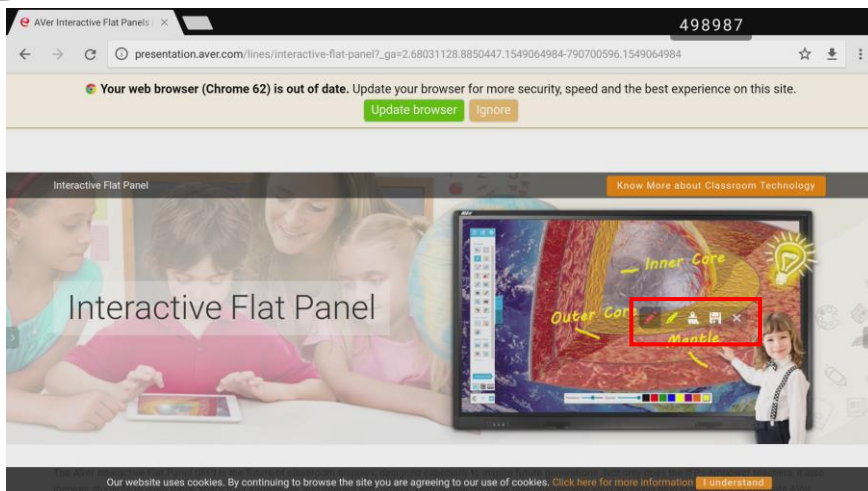 AVer Interactive Flat Panels
498987
presentation.aver.com/lines/interactive-flat-panel?_ga=2.68031128.8850447.1549064984-790700596.1549064984
Your web browser (Chrome 62) is out of date. Update your browser for more security, speed and the best experience on this site.
Update browser Ignore
Interactive Flat Panel
Know More about Classroom Technology
AVer
Inner Core
Interactive Flat Panel
Outer Core
Mantle
Our website uses cookies. By continuing to browse the site you are agreeing to our use of cookies. Click here for more information I understand